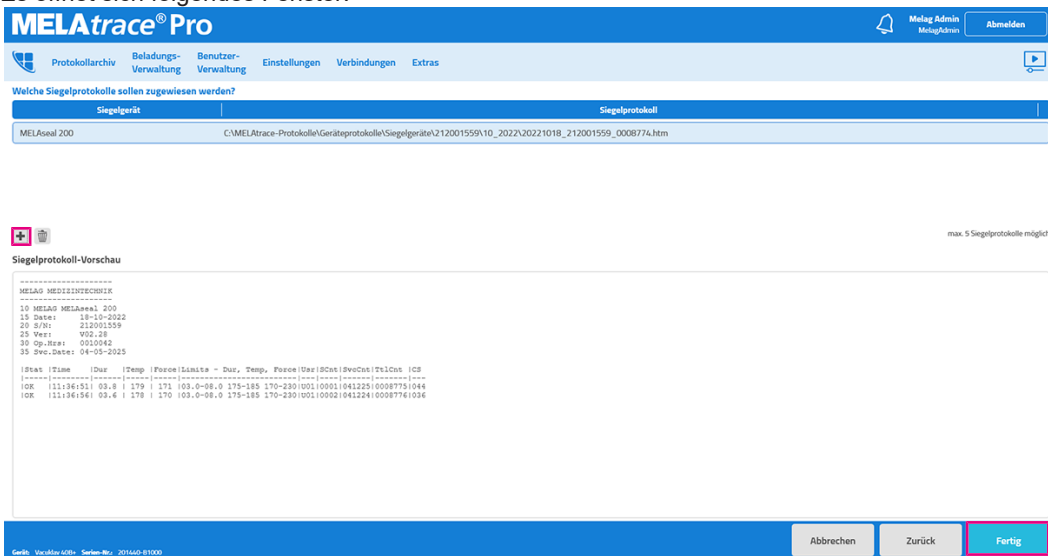 Es öffnet sich folgendes Fenster:
MELAtrace® Pro
Melag Admin
MelagAdmin
Abmelden
Protokollarchiv
Beladungs-
Verwaltung
Benutzer-
Verwaltung
Einstellungen
Verbindungen
Extras
Welche Siegelprotokolle sollen zugewiesen werden?
Siegelgerät Siegelprotokoll
MELAseal 200 C:\MELAtrace-Protokolle\Geräteprotokolle\Siegelgeräte\212001559\10_2022\20221018_212001559_0008774.htm
max. 5 Siegelprotokolle möglich
Siegelprotokoll-Vorschau
--------------------
MELAG MEDIZINTECHNIK
--------------------
10 MELAG MELAseal 200
15 Date: 18-10-2022
20 S/N: 212001559
25 Ver: V02.28
30 Op.Hrs: 0010042
35 Svc.Date: 04-05-2025
|Stat |Time |Dur |Temp |Force|Limits - Dur, Temp, Force|Usr|SCnt|SvcCnt|TtlCnt |CS
|-----|--------|-----|-----|-----|-------------------------|---|----|------|-------|---
|OK |11:36:51| 03.8 | 179 | 171 |03.0-08.0 175-185 170-230|U01|0001|041225|0008775|044
|OK |11:36:56| 03.6 | 178 | 170 |03.0-08.0 175-185 170-230|U01|0002|041224|0008776|036
Abbrechen
Zurück
Fertig
Gerät: Vacuklav 40B+ Serien-Nr.: 201440-B1000